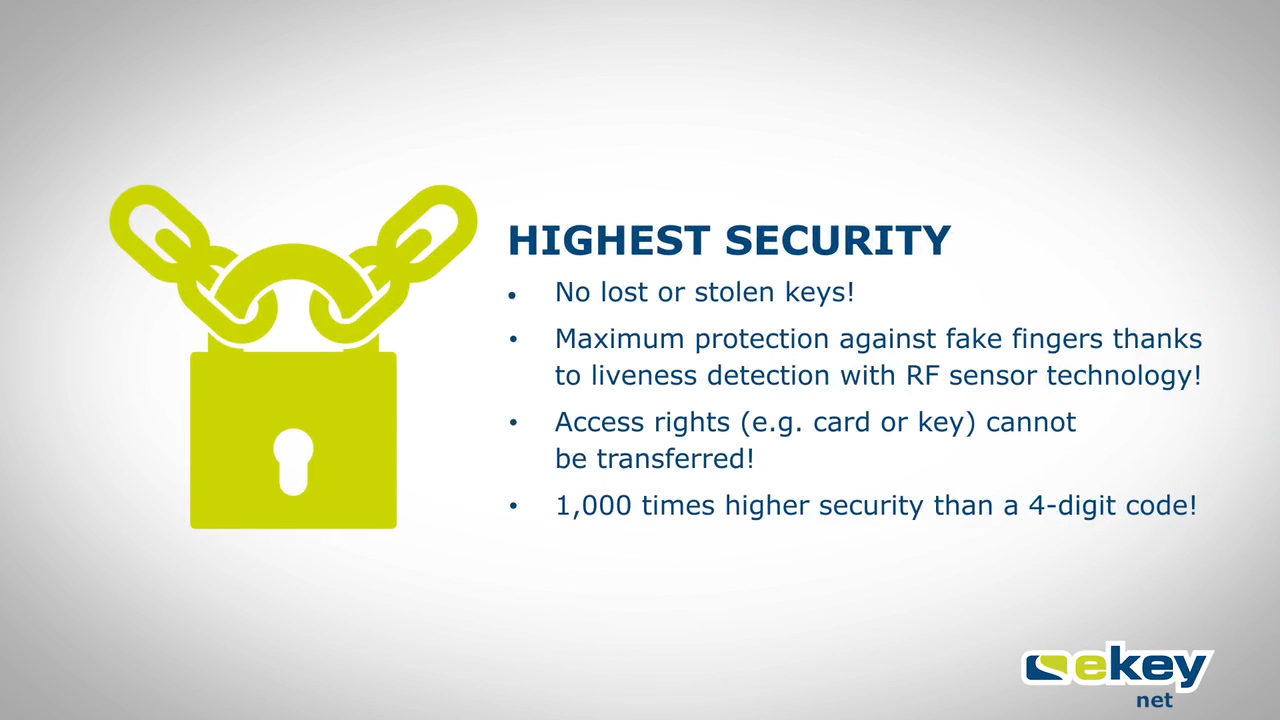 HIGHEST SECURITY
• No lost or stolen keys!
• Maximum protection against fake fingers thanks
to liveness detection with RF sensor technology!
• Access rights (e.g. card or key) cannot
be transferred!
• 1,000 times higher security than a 4-digit code!
ekey
net